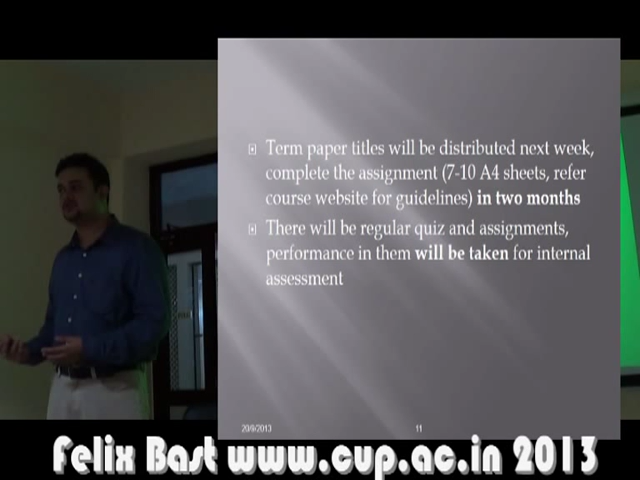 Term paper titles will be distributed next week,
complete the assignment (7-10 A4 sheets, refer
course website for guidelines) in two months
There will be regular quiz and assignments,
performance in them will be taken for internal
assessment
20/9/2013
11
Felix Bast www.cup.ac.in 2013